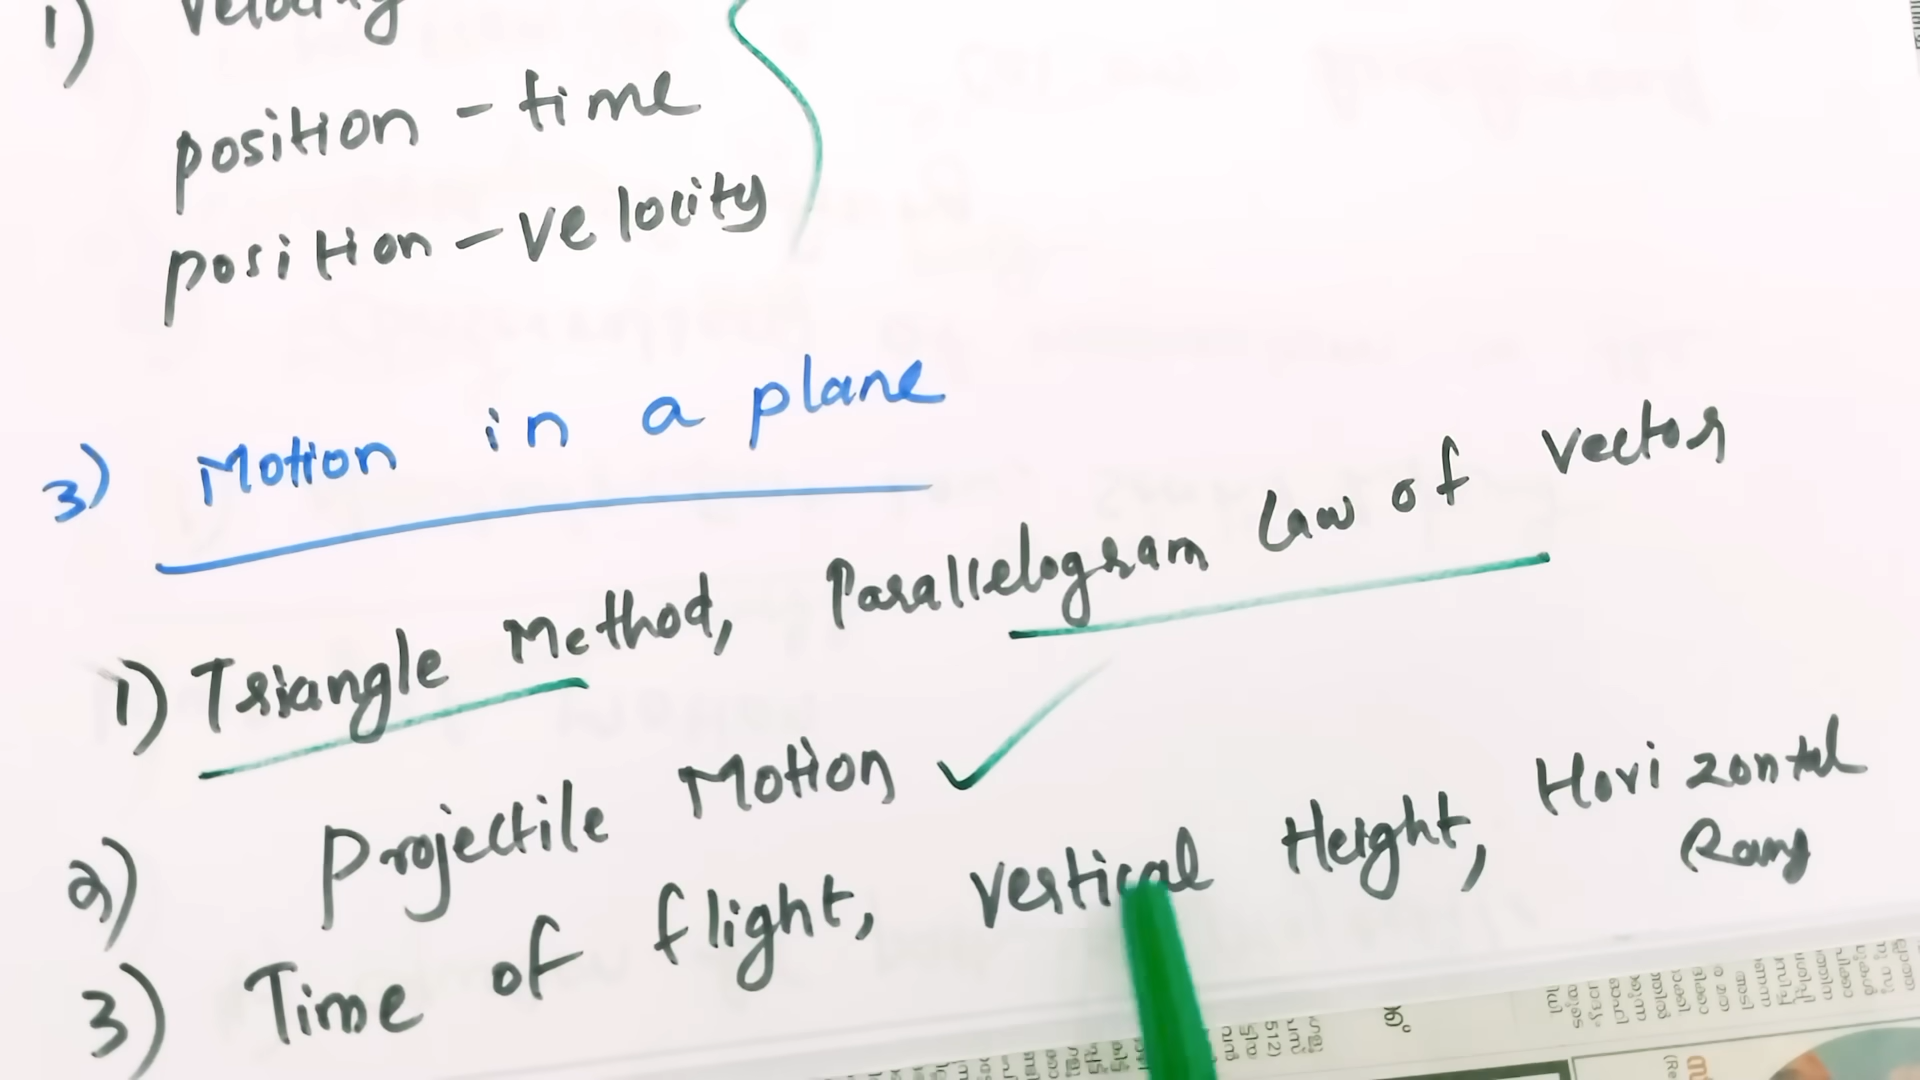 1) Velocity
position - time
position - velocity
3) Motion in a plane
1) Triangle Method, Parallelogram Law of Vector
2) Projectile Motion
3) Time of flight, Vertical Height, Horizontal
Rang